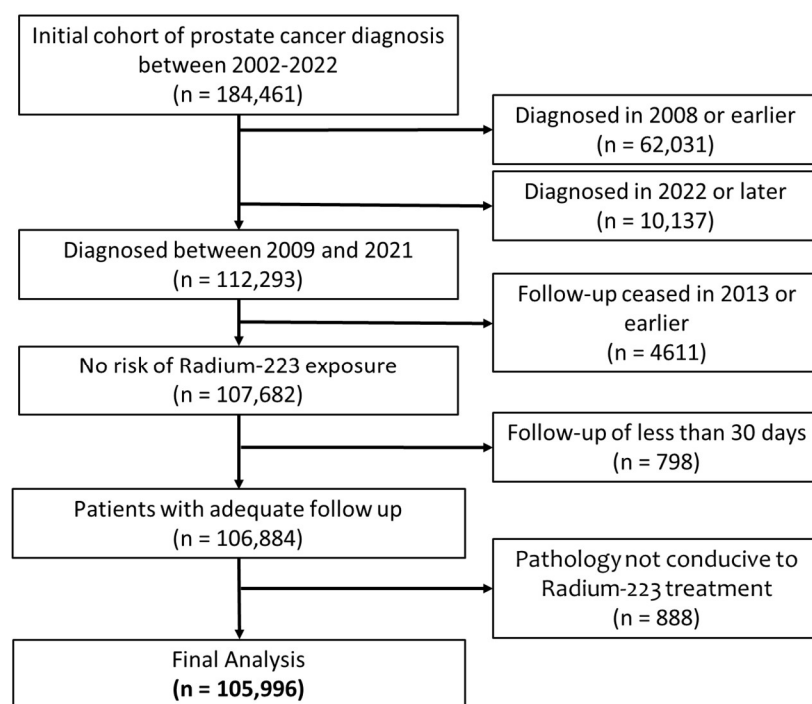 Initial cohort of prostate cancer diagnosis
between 2002-2022
(n = 184,461)
Diagnosed in 2008 or earlier
(n = 62,031)
Diagnosed in 2022 or later
(n = 10,137)
Diagnosed between 2009 and 2021
(n = 112,293)
Follow-up ceased in 2013 or
earlier
(n = 4611)
No risk of Radium-223 exposure
(n = 107,682)
Follow-up of less than 30 days
(n = 798)
Patients with adequate follow up
(n = 106,884)
Pathology not conducive to
Radium-223 treatment
(n = 888)
Final Analysis
(n = 105,996)